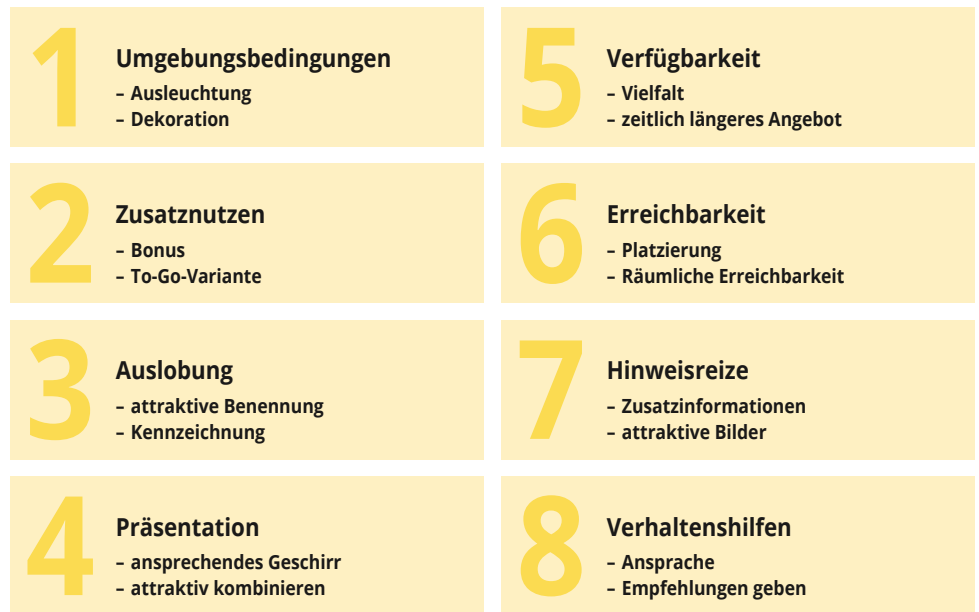 1
Umgebungsbedingungen
– Ausleuchtung
– Dekoration
2
Zusatznutzen
– Bonus
– To-Go-Variante
3
Auslobung
– attraktive Benennung
– Kennzeichnung
4
Präsentation
– ansprechendes Geschirr
– attraktiv kombinieren
5
Verfügbarkeit
– Vielfalt
– zeitlich längeres Angebot
6
Erreichbarkeit
– Platzierung
– Räumliche Erreichbarkeit
7
Hinweisreize
– Zusatzinformationen
– attraktive Bilder
8
Verhaltenshilfen
– Ansprache
– Empfehlungen geben